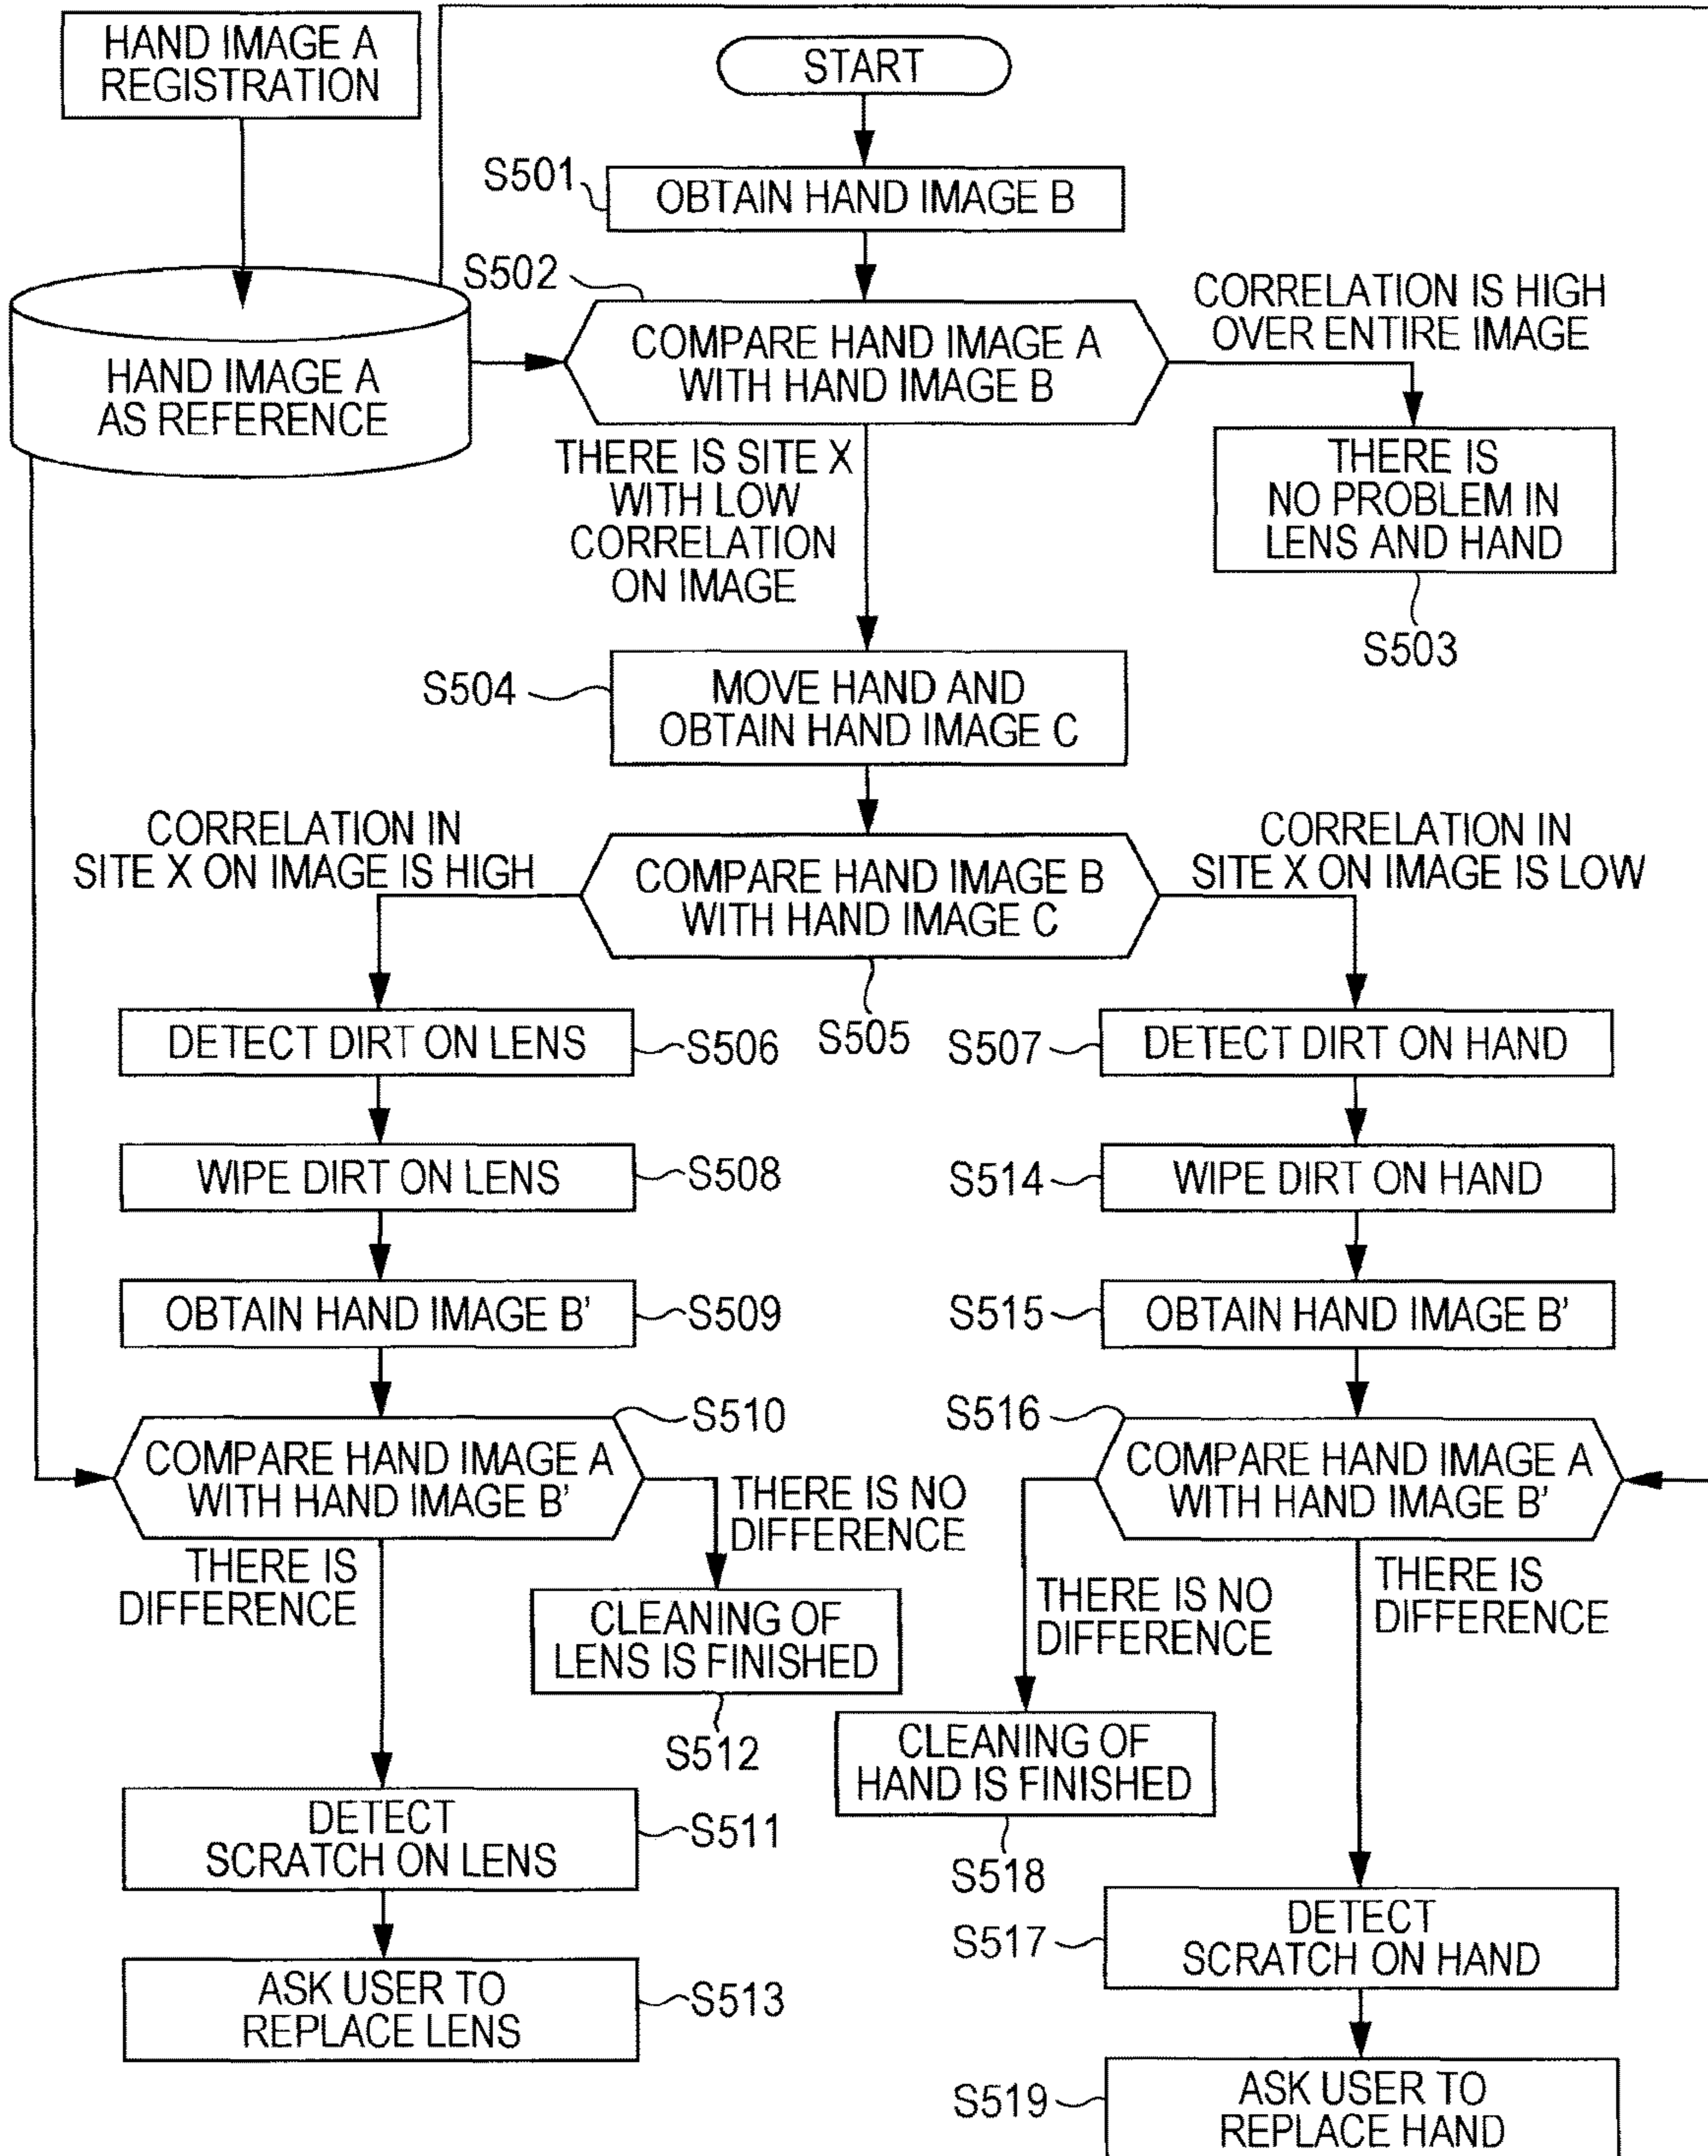 HAND IMAGE A
REGISTRATION
START
S501
OBTAIN HAND IMAGE B
S502
HAND IMAGE A
AS REFERENCE
COMPARE HAND IMAGE A
WITH HAND IMAGE B
CORRELATION IS HIGH
OVER ENTIRE IMAGE
THERE IS SITE X
WITH LOW
CORRELATION
ON IMAGE
THERE IS
NO PROBLEM IN
LENS AND HAND
S503
S504
MOVE HAND AND
OBTAIN HAND IMAGE C
CORRELATION IN
SITE X ON IMAGE IS HIGH
COMPARE HAND IMAGE B
WITH HAND IMAGE C
CORRELATION IN
SITE X ON IMAGE IS LOW
S505
DETECT DIRT ON LENS
S506
S507
DETECT DIRT ON HAND
WIPE DIRT ON LENS
S508
S514
WIPE DIRT ON HAND
OBTAIN HAND IMAGE B'
S509
S515
OBTAIN HAND IMAGE B'
S510
S516
COMPARE HAND IMAGE A
WITH HAND IMAGE B'
THERE IS NO
DIFFERENCE
COMPARE HAND IMAGE A
WITH HAND IMAGE B'
THERE IS
DIFFERENCE
CLEANING OF
LENS IS FINISHED
S512
THERE IS NO
DIFFERENCE
THERE IS
DIFFERENCE
CLEANING OF
HAND IS FINISHED
S518
DETECT
SCRATCH ON LENS
S511
S517
DETECT
SCRATCH ON HAND
ASK USER TO
REPLACE LENS
S513
S519
ASK USER TO
REPLACE HAND